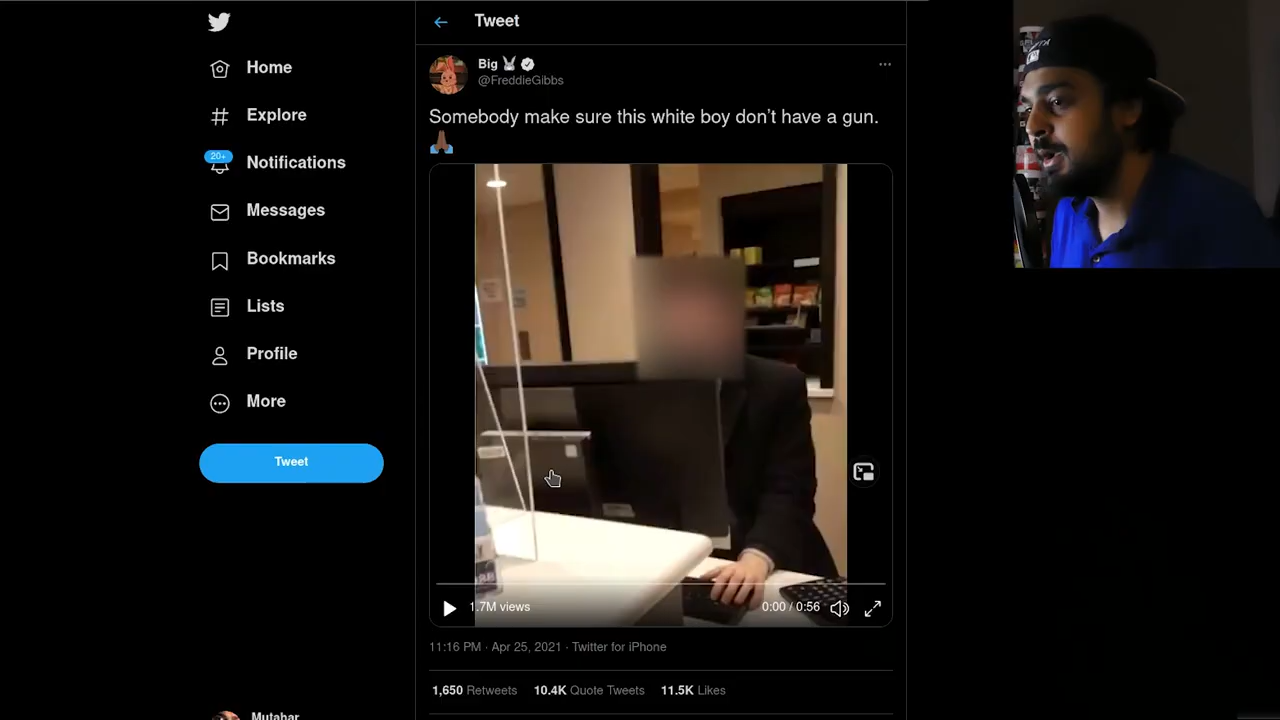 Tweet
Big
@FreddieGibbs
Somebody make sure this white boy don’t have a gun.
Home
Explore
20+
Notifications
Messages
Bookmarks
Lists
Profile
More
Tweet
1.7M views
0:00 / 0:56
11:16 PM · Apr 25, 2021 · Twitter for iPhone
1,650 Retweets 10.4K Quote Tweets 11.5K Likes
Mutahar